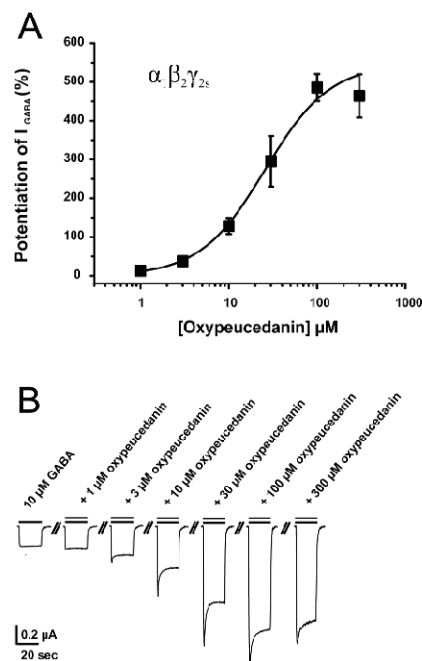 A
Potentiation of I GABA (%)
600
500
400
300
200
100
0
α1β2γ2s
1
10
100
1000
[Oxypeucedanin] µM
B
10 µM GABA
+ 1 µM oxypeucedanin
+ 3 µM oxypeucedanin
+ 10 µM oxypeucedanin
+ 30 µM oxypeucedanin
+ 100 µM oxypeucedanin
+ 300 µM oxypeucedanin
0.2 µA
20 sec